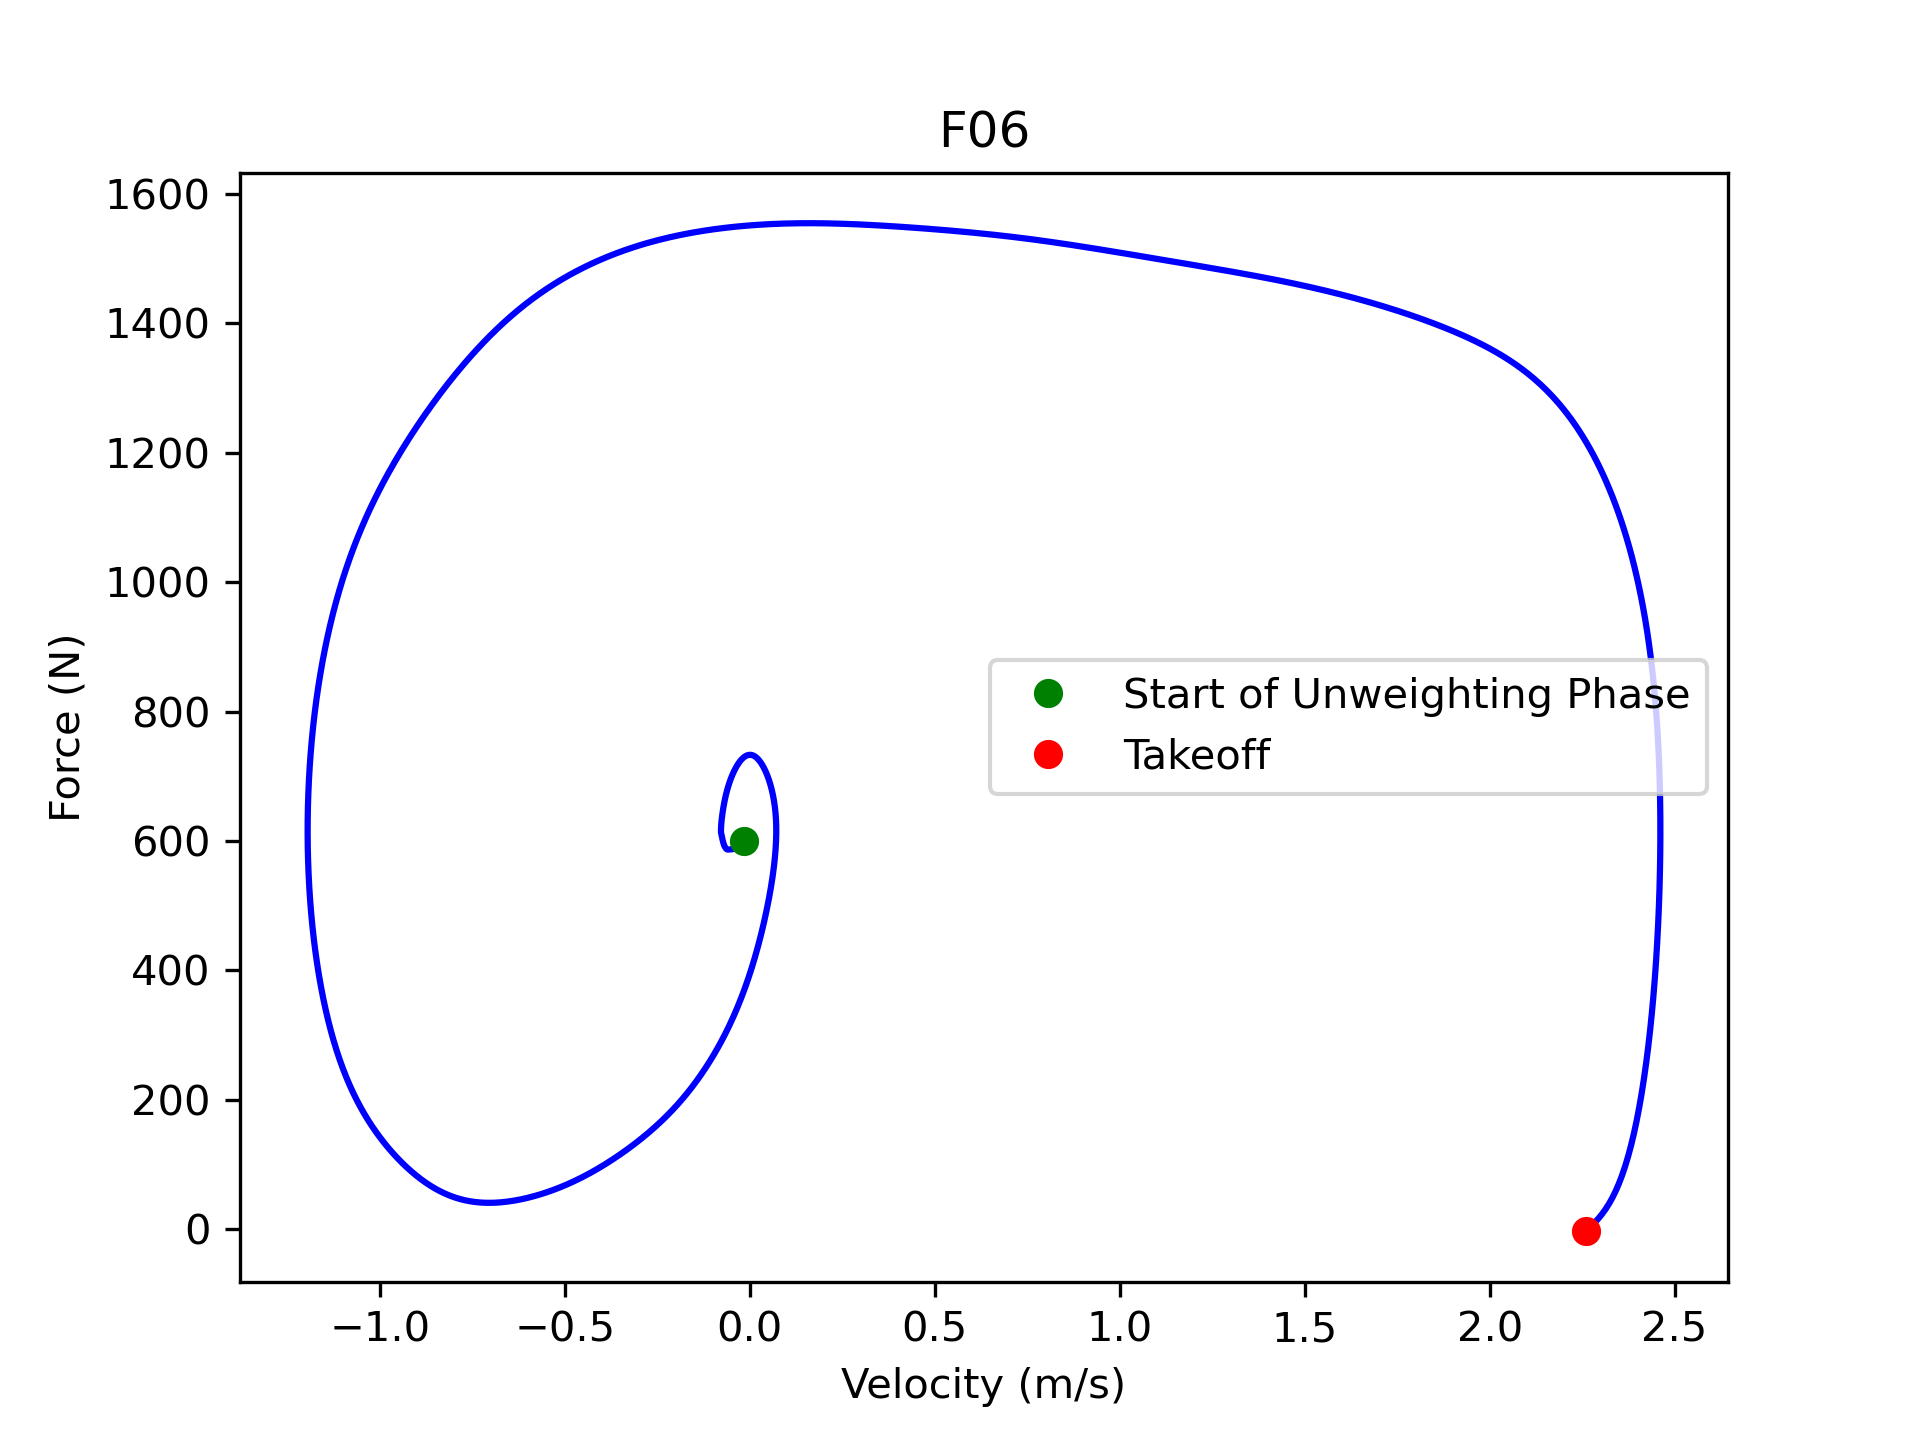 F06
1600
1400
1200
1000
800
600
400
200
0
Force (N)
Start of Unweighting Phase
Takeoff
−1.0 −0.5 0.0 0.5 1.0 1.5 2.0 2.5
Velocity (m/s)